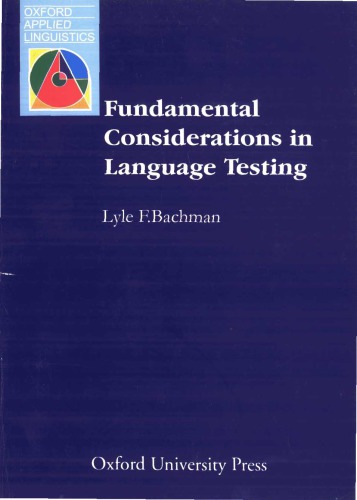 OXFORD
APPLIED
LINGUISTICS
Fundamental
Considerations in
Language Testing
Lyle F.Bachman
Oxford University Press